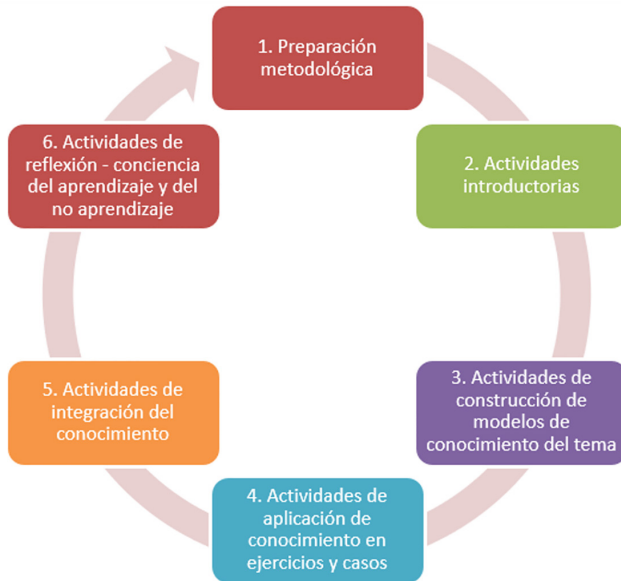 1. Preparación
metodológica
2. Actividades
introductorias
3. Actividades de
construcción de
modelos de
conocimiento del tema
4. Actividades de
aplicación de
conocimiento en
ejercicios y casos
5. Actividades de
integración del
conocimiento
6. Actividades de
reflexión - conciencia
del aprendizaje y del
no aprendizaje